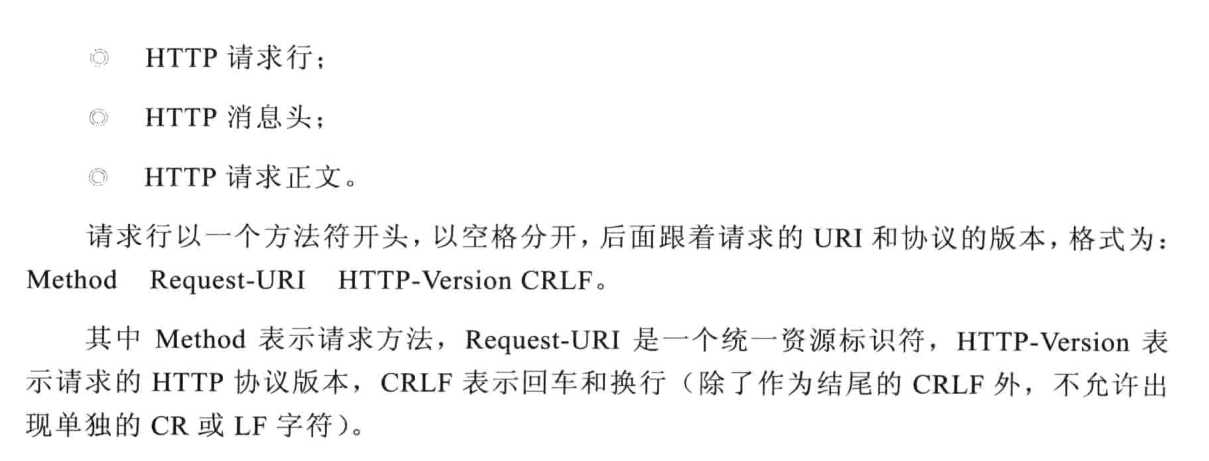 HTTP 请求行；
HTTP 消息头；
HTTP 请求正文。
请求行以一个方法符开头，以空格分开，后面跟着请求的 URI 和协议的版本，格式为：
Method Request-URI HTTP-Version CRLF。
其中 Method 表示请求方法，Request-URI 是一个统一资源标识符，HTTP-Version 表
示请求的 HTTP 协议版本，CRLF 表示回车和换行（除了作为结尾的 CRLF 外，不允许出
现单独的 CR 或 LF 字符）。